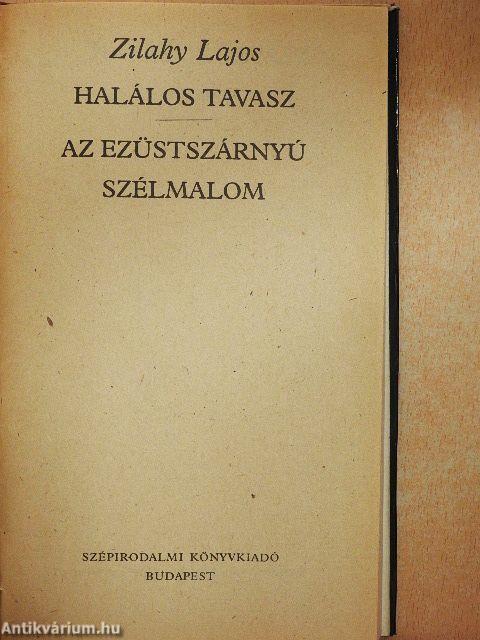 Zilahy Lajos
HALÁLOS TAVASZ
AZ EZÜSTSZÁRNYÚ
SZÉLMALOM
SZÉPIRODALMI KÖNYVKIADÓ
BUDAPEST
Antikvárium.hu